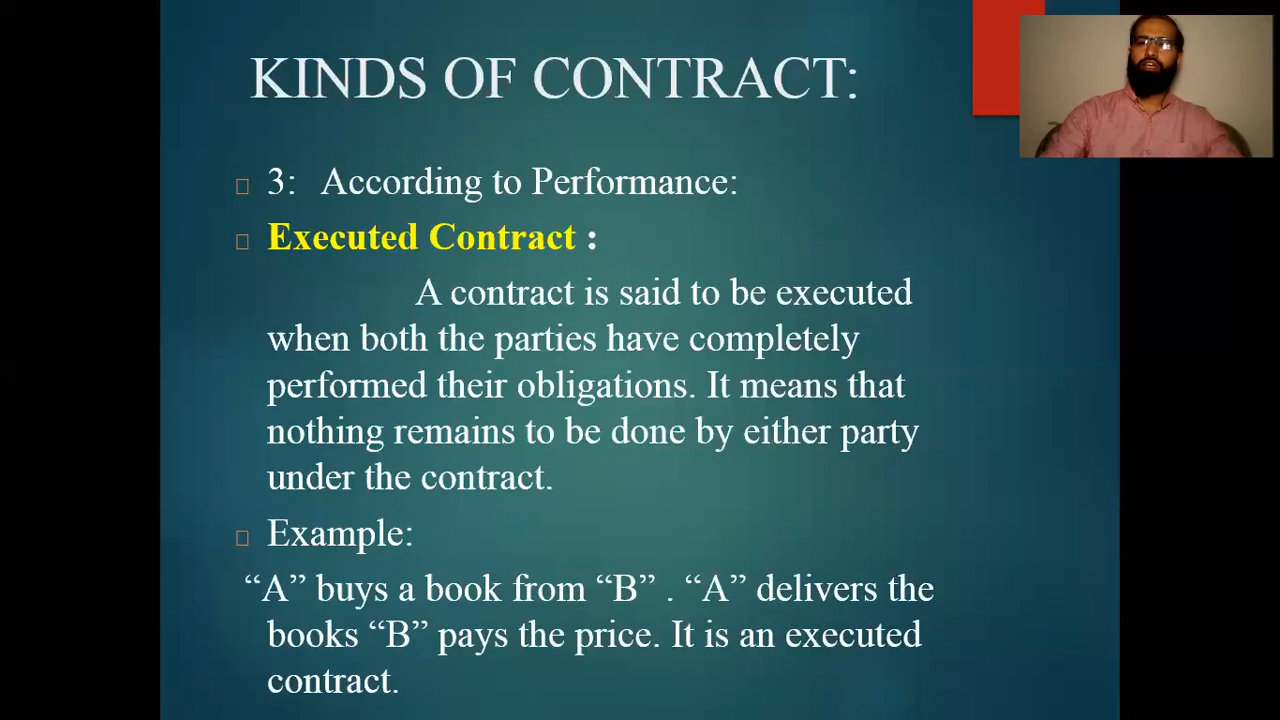 KINDS OF CONTRACT:
3: According to Performance:
Executed Contract :
A contract is said to be executed
when both the parties have completely
performed their obligations. It means that
nothing remains to be done by either party
under the contract.
Example:
“A” buys a book from “B” . “A” delivers the
books “B” pays the price. It is an executed
contract.